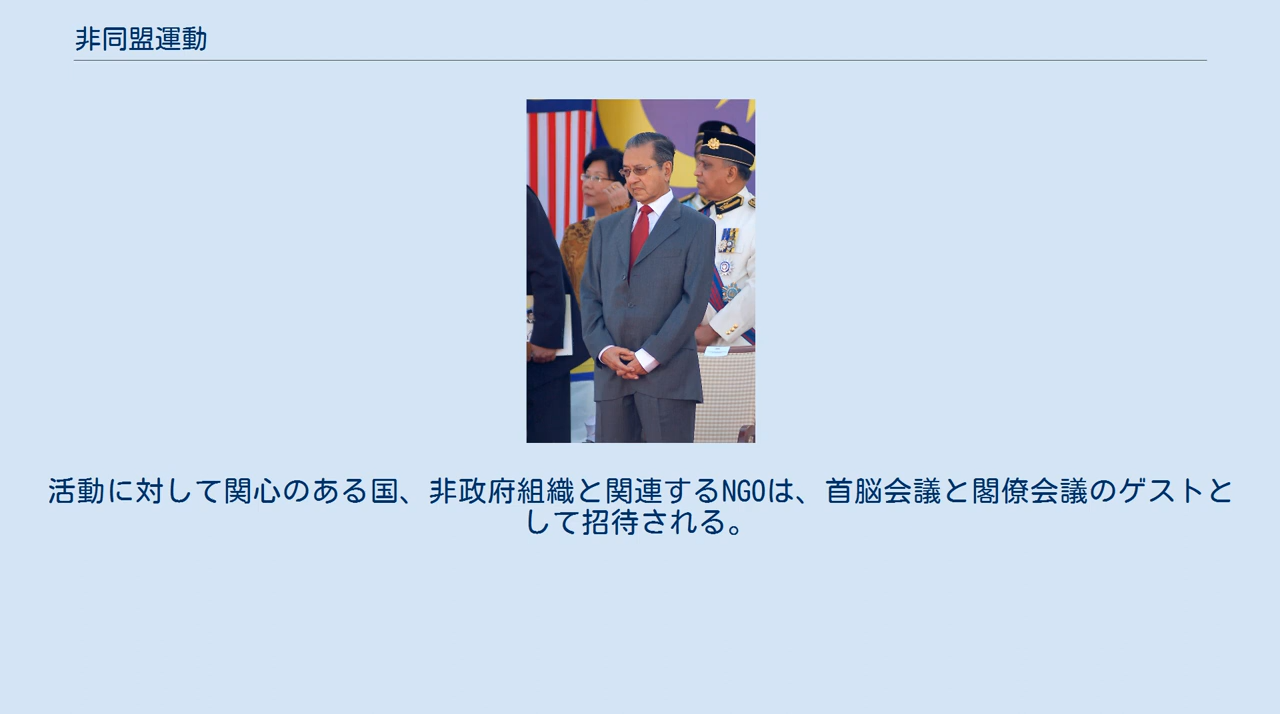 非同盟運動
活動に対して関心のある国、非政府組織と関連するNGOは、首脳会議と閣僚会議のゲストと
して招待される。